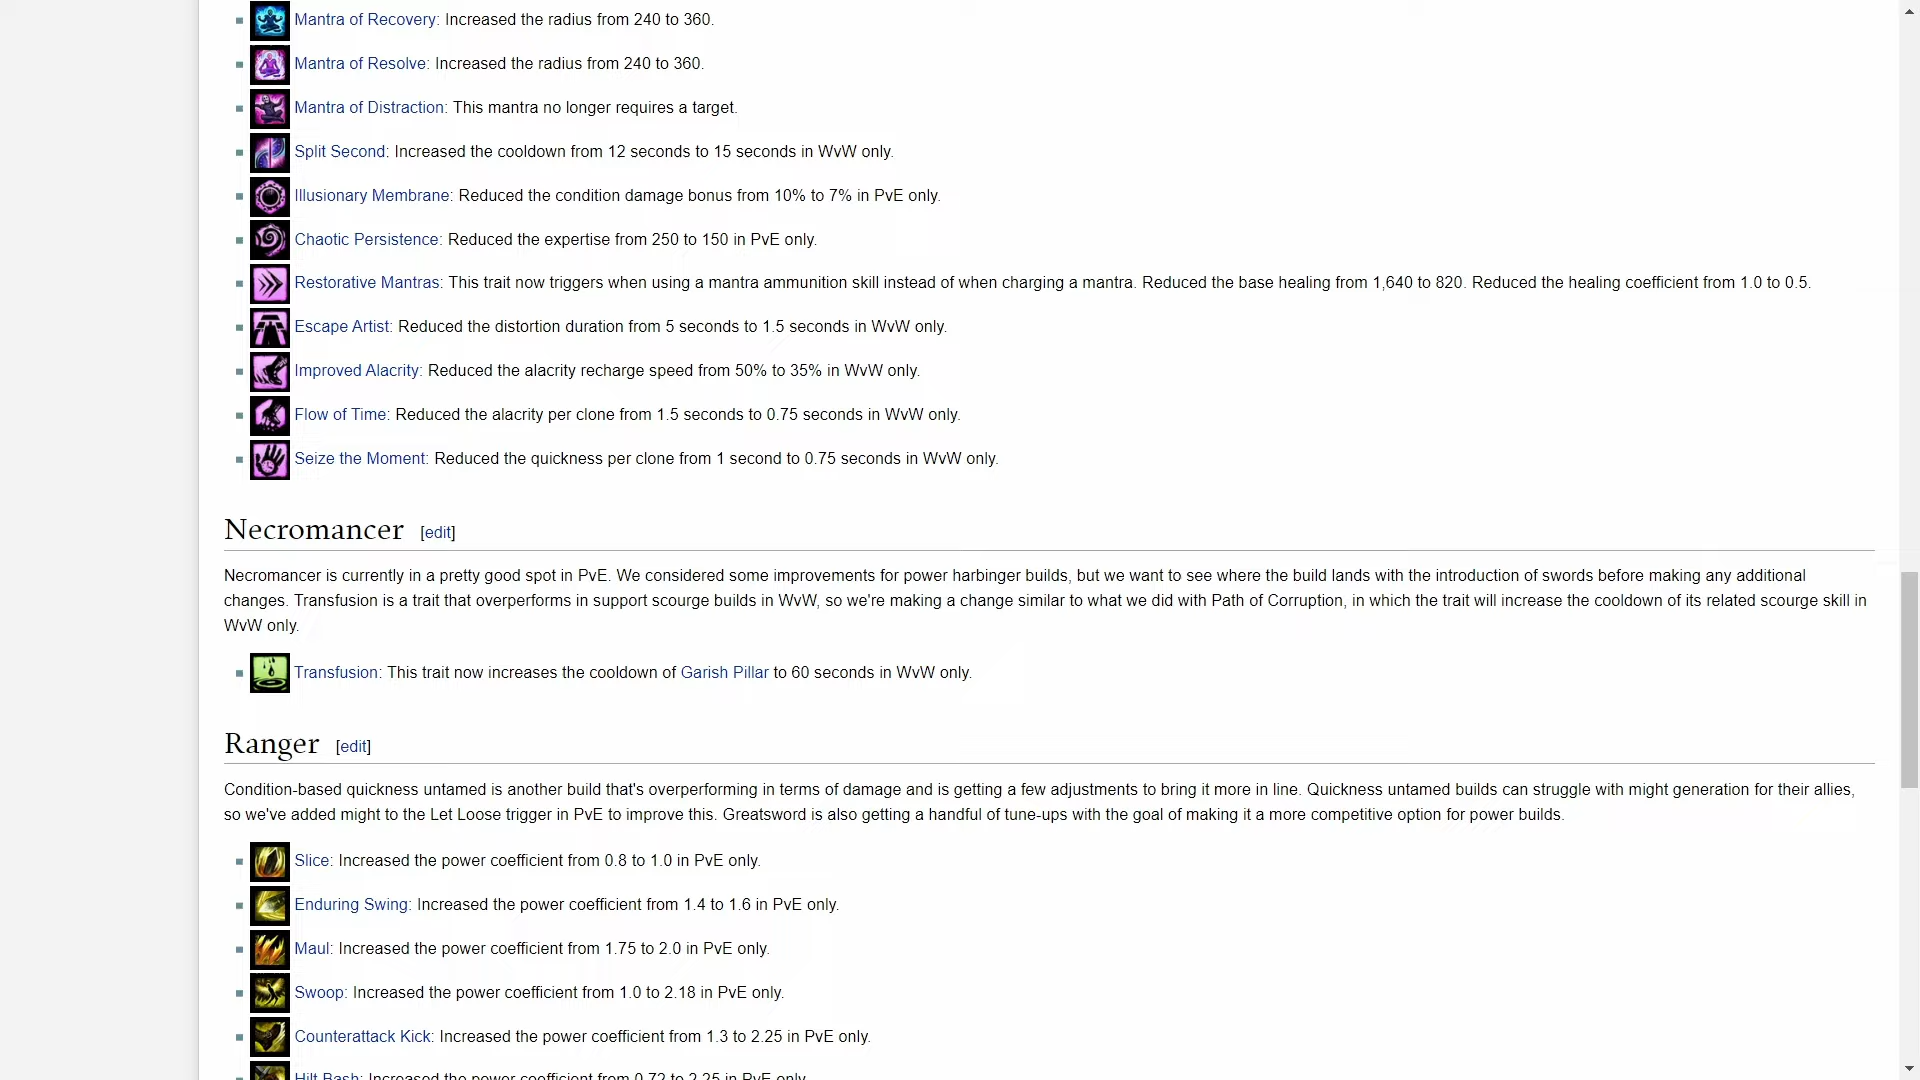 Mantra of Recovery: Increased the radius from 240 to 360.
Mantra of Resolve: Increased the radius from 240 to 360.
Mantra of Distraction: This mantra no longer requires a target.
Split Second: Increased the cooldown from 12 seconds to 15 seconds in WvW only.
Illusionary Membrane: Reduced the condition damage bonus from 10% to 7% in PvE only.
Chaotic Persistence: Reduced the expertise from 250 to 150 in PvE only.
Restorative Mantras: This trait now triggers when using a mantra ammunition skill instead of when charging a mantra. Reduced the base healing from 1,640 to 820. Reduced the healing coefficient from 1.0 to 0.5.
Escape Artist: Reduced the distortion duration from 5 seconds to 1.5 seconds in WvW only.
Improved Alacrity: Reduced the alacrity recharge speed from 50% to 35% in WvW only.
Flow of Time: Reduced the alacrity per clone from 1.5 seconds to 0.75 seconds in WvW only.
Seize the Moment: Reduced the quickness per clone from 1 second to 0.75 seconds in WvW only.
Necromancer [edit]
Necromancer is currently in a pretty good spot in PvE. We considered some improvements for power harbinger builds, but we want to see where the build lands with the introduction of swords before making any additional
changes. Transfusion is a trait that overperforms in support scourge builds in WvW, so we're making a change similar to what we did with Path of Corruption, in which the trait will increase the cooldown of its related scourge skill in
WvW only.
Transfusion: This trait now increases the cooldown of Garish Pillar to 60 seconds in WvW only.
Ranger [edit]
Condition-based quickness untamed is another build that's overperforming in terms of damage and is getting a few adjustments to bring it more in line. Quickness untamed builds can struggle with might generation for their allies,
so we've added might to the Let Loose trigger in PvE to improve this. Greatsword is also getting a handful of tune-ups with the goal of making it a more competitive option for power builds.
Slice: Increased the power coefficient from 0.8 to 1.0 in PvE only.
Enduring Swing: Increased the power coefficient from 1.4 to 1.6 in PvE only.
Maul: Increased the power coefficient from 1.75 to 2.0 in PvE only.
Swoop: Increased the power coefficient from 1.0 to 2.18 in PvE only.
Counterattack Kick: Increased the power coefficient from 1.3 to 2.25 in PvE only.
Hilt Bash: Increased the power coefficient from 0.72 to 2.25 in PvE only.